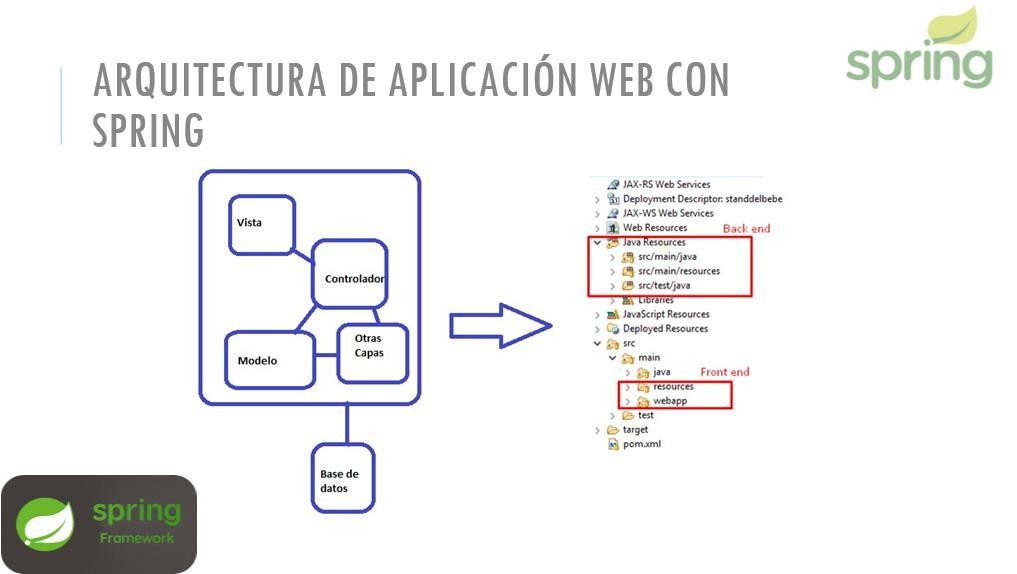 ARQUITECTURA DE APLICACIÓN WEB CON
SPRING
spring
Vista
Controlador
Otras
Capas
Modelo
Base de
datos
JAX-RS Web Services
Deployment Descriptor: standdelbebe
JAX-WS Web Services
Web Resources
Back end
Java Resources
src/main/java
src/main/resources
src/test/java
Libraries
JavaScript Resources
Deployed Resources
src
main
java
Front end
resources
webapp
test
target
pom.xml
spring
Framework